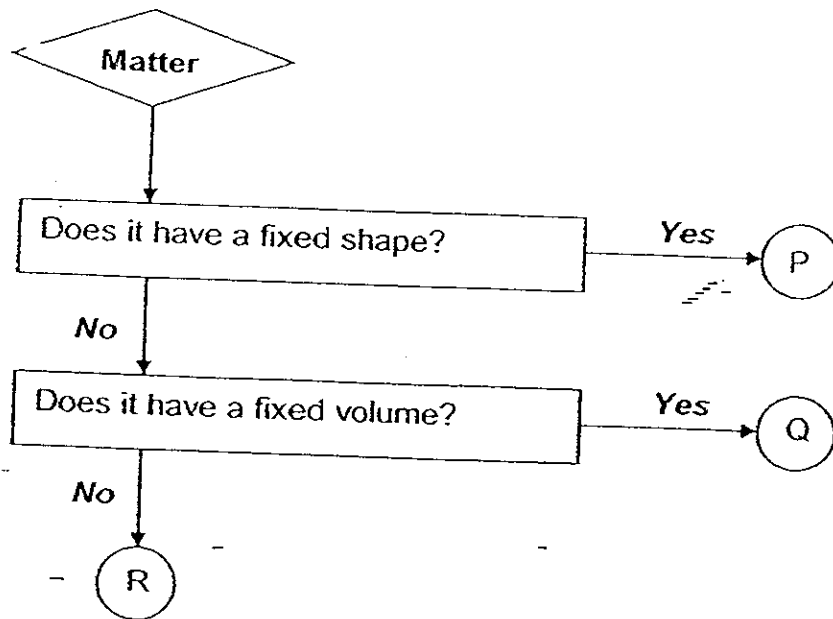 Matter
Does it have a fixed shape?
Yes
P
No
Does it have a fixed volume?
Yes
Q
No
R